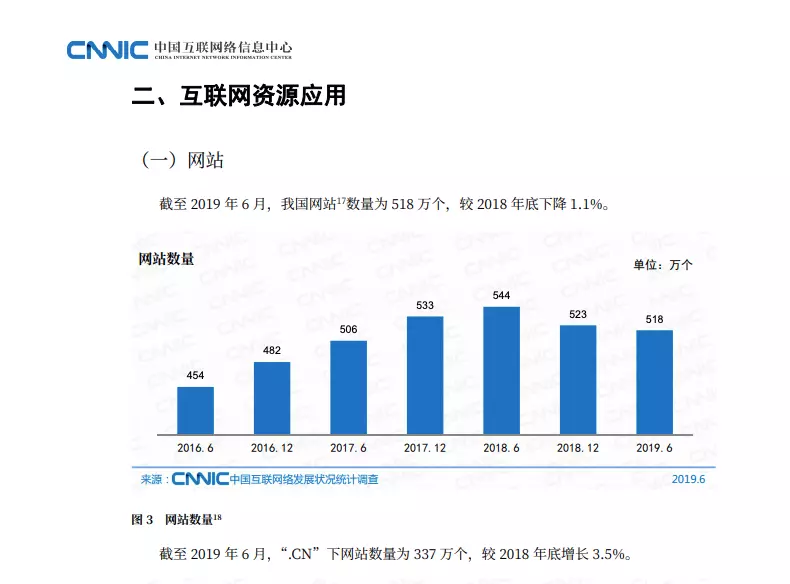 CNNIC 中国互联网络信息中心
CHINA INTERNET NETWORK INFORMATION CENTER
二、互联网资源应用
（一）网站
截至 2019 年 6 月，我国网站17数量为 518 万个，较 2018 年底下降 1.1%。
网站数量
单位：万个
454 482 506 533 544 523 518
2016.6 2016.12 2017.6 2017.12 2018.6 2018.12 2019.6
来源：CNNIC中国互联网络发展状况统计调查 2019.6
图 3 网站数量18
截至 2019 年 6 月，“.CN”下网站数量为 337 万个，较 2018 年底增长 3.5%。